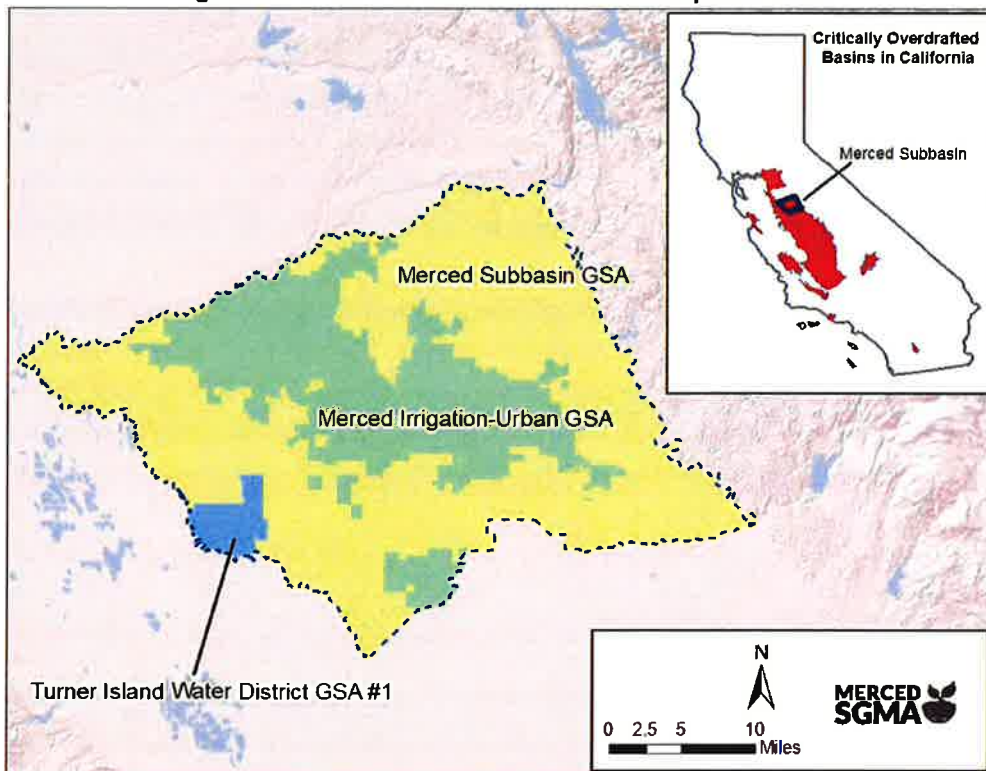 Critically Overdrafted
Basins in California
Merced Subbasin
Merced Subbasin GSA
Merced Irrigation-Urban GSA
Turner Island Water District GSA #1
N
0 2.5 5 10
Miles
MERCED
SGMA